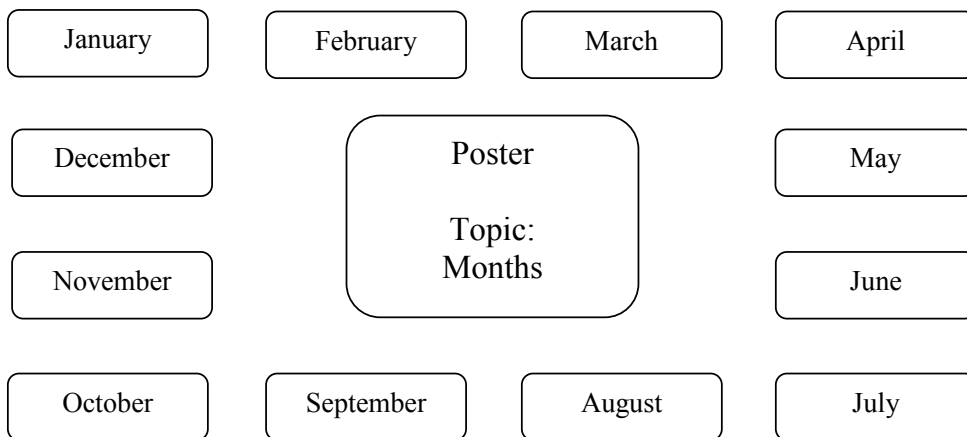 January
February
March
April
December
Poster
May
Topic:
Months
November
June
October
September
August
July